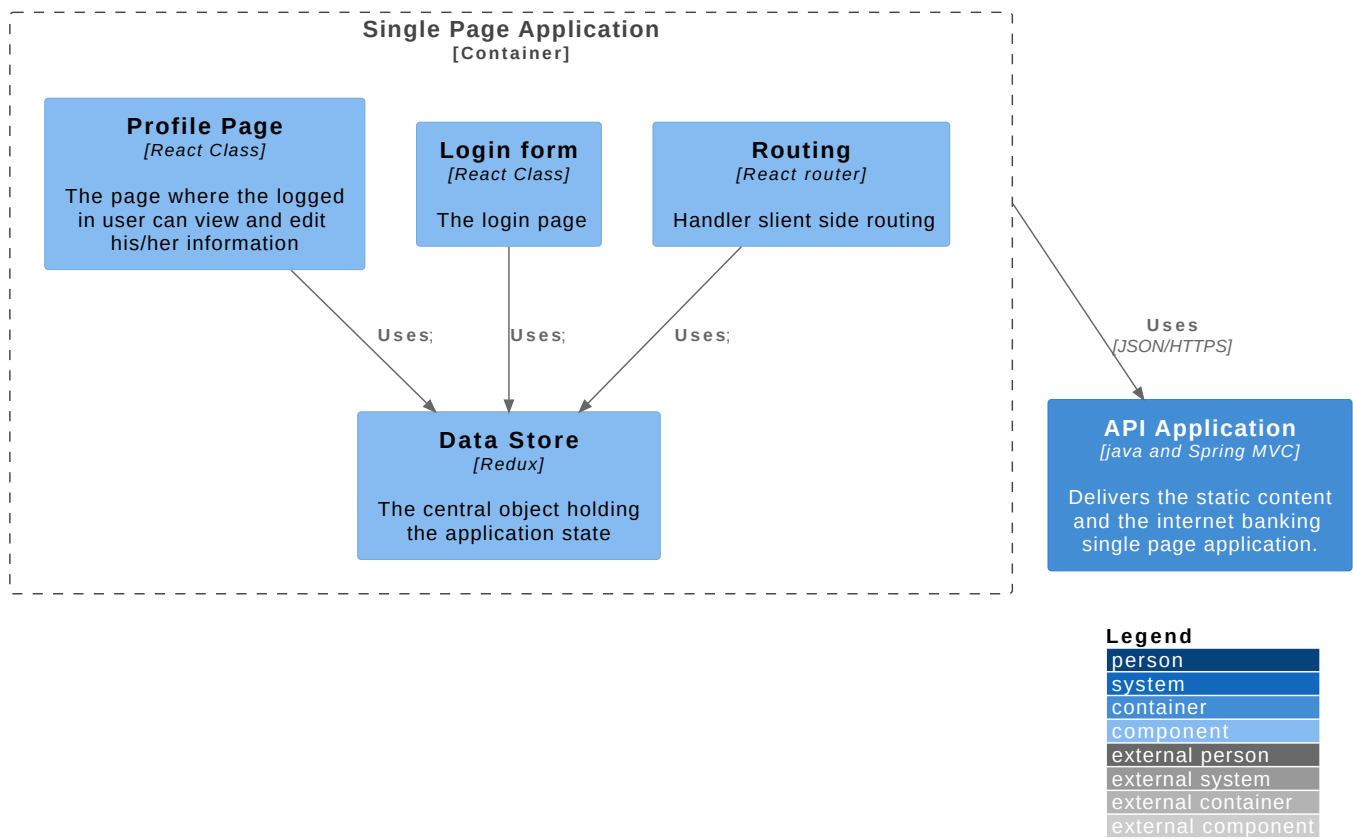 Single Page Application
[Container]
Profile Page
[React Class]
The page where the logged
in user can view and edit
his/her information
Login form
[React Class]
The login page
Routing
[React router]
Handler slient side routing
Uses;
Uses;
Uses;
Uses
[JSON/HTTPS]
Data Store
[Redux]
The central object holding
the application state
API Application
[java and Spring MVC]
Delivers the static content
and the internet banking
single page application.
Legend
person
system
container
component
external person
external system
external container
external component